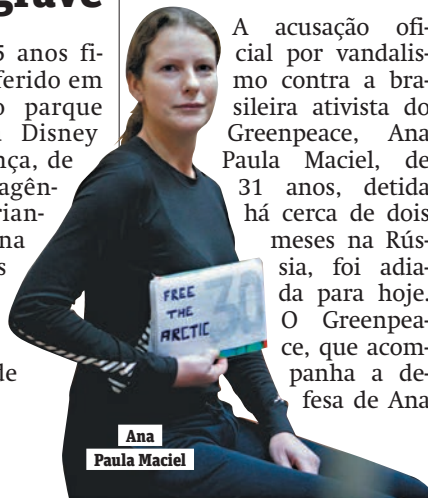 grave
5 anos fi-
ferido em
o parque
Disney
nça, de
agên-
rian-
na
s
de
A acusação ofi-
cial por vandalis-
mo contra a bra-
sileira ativista do
Greenpeace, Ana
Paula Maciel, de
31 anos, detida
há cerca de dois
meses na Rús-
sia, foi adia-
da para hoje.
O Greenpea-
ce, que acom-
panha a de-
fesa de Ana
FREE
THE
ARCTIC
30
Ana
Paula Maciel